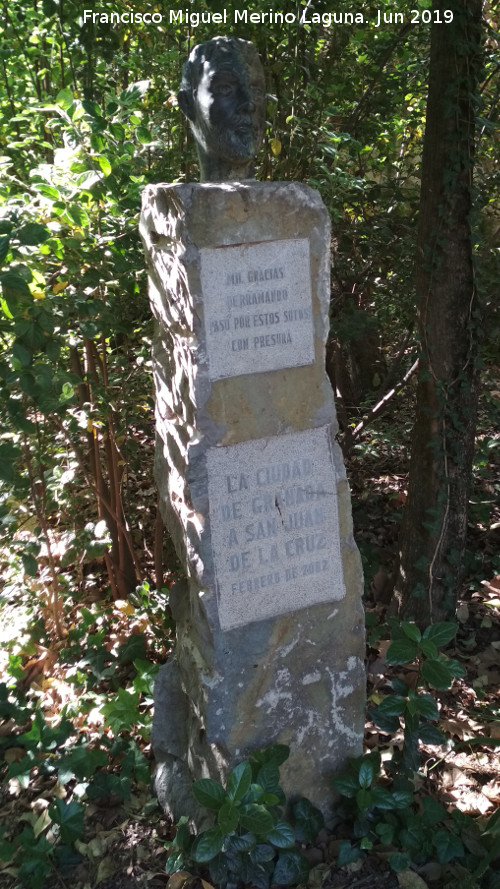 Francisco Miguel Merino Laguna. Jun 2019
MIL GRACIAS
DERRAMANDO
PASÓ POR ESTOS SOTOS
CON PRESURA
LA CIUDAD
DE GRANADA
A SAN JUAN
DE LA CRUZ
FEBRERO DE 2002